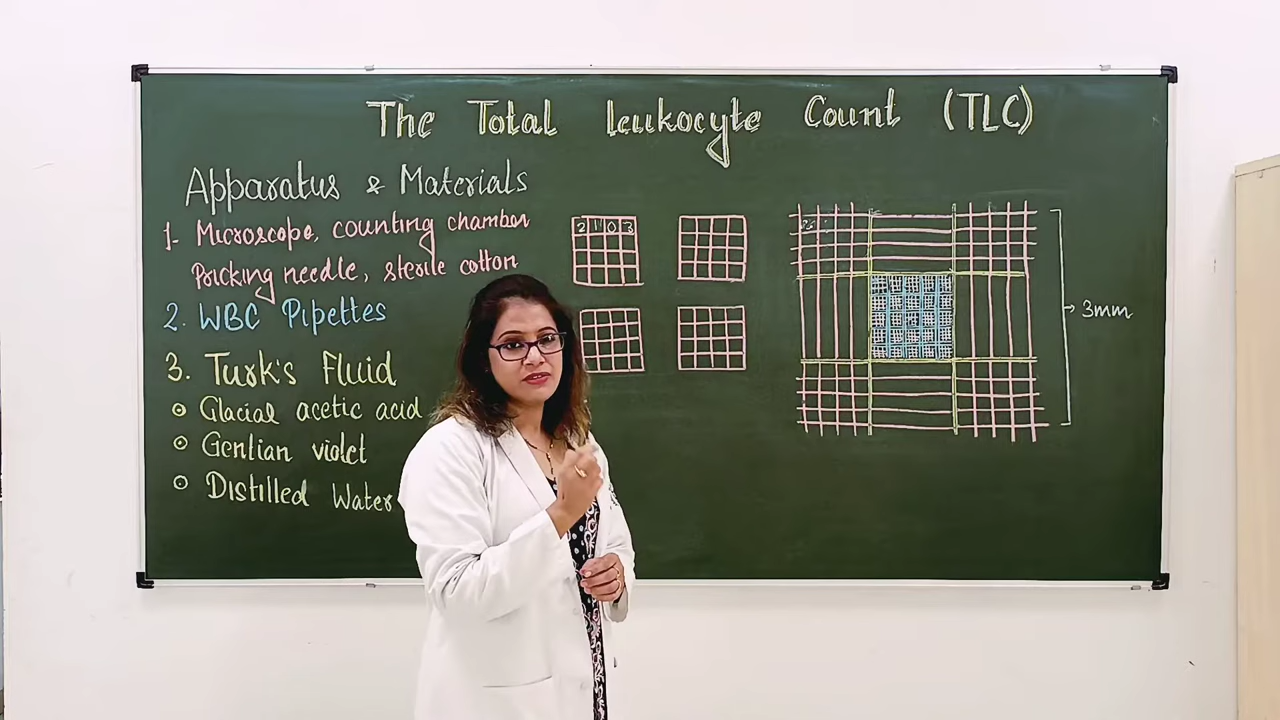 The Total Leukocyte Count (TLC)
Apparatus & Materials
1. Microscope, counting chamber
Pricking needle, sterile cotton
2. WBC Pipettes
3. Turk's Fluid
Glacial acetic acid
Gentian violet
Distilled Water
2 1 0 3
3mm